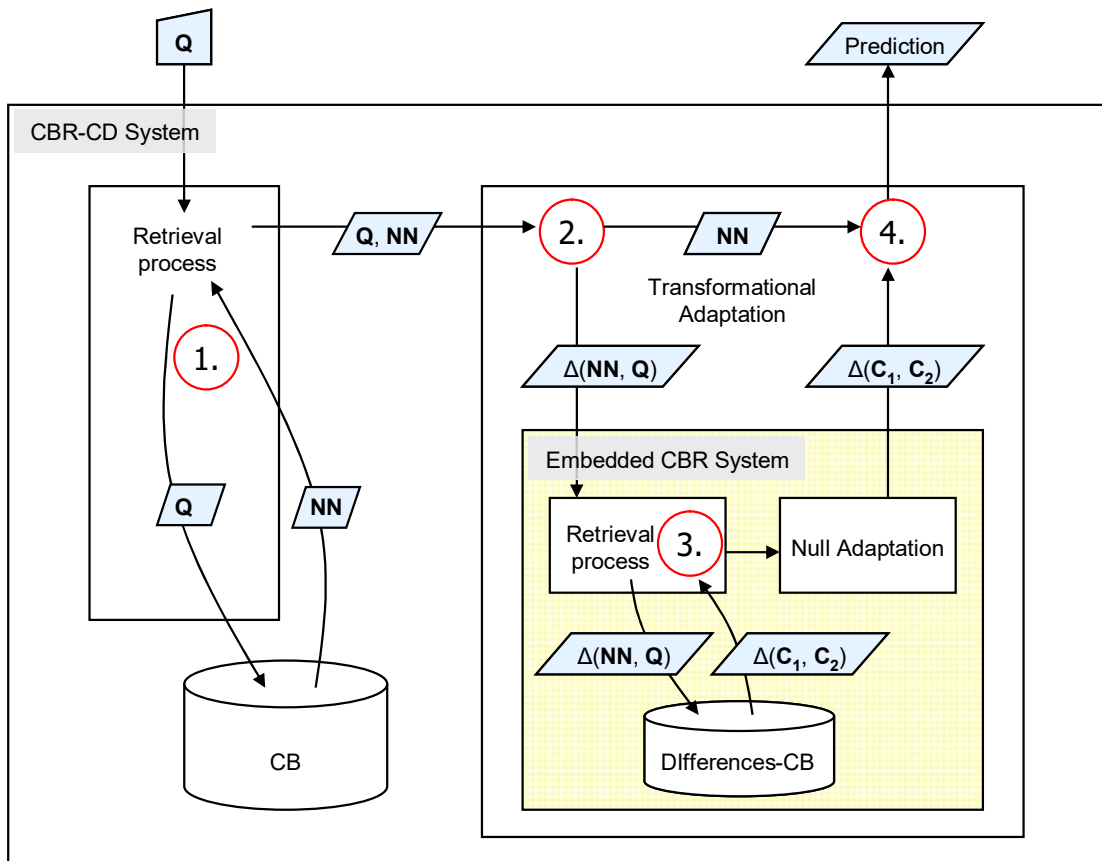 Q
Prediction
CBR-CD System
Retrieval
process
Q, NN
2.
NN
4.
Transformational
Adaptation
1.
Δ(NN, Q)
Δ(C1, C2)
Embedded CBR System
Q
NN
Retrieval
process
3.
Null Adaptation
Δ(NN, Q)
Δ(C1, C2)
CB
DIfferences-CB